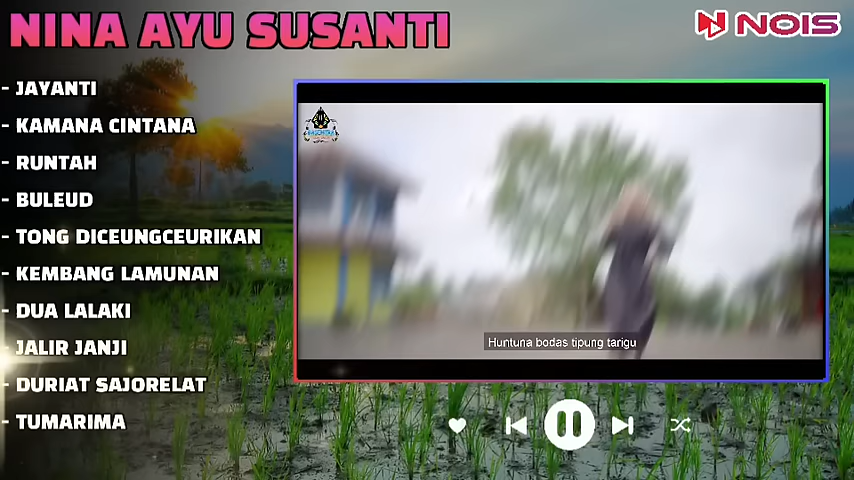 NINA AYU SUSANTI
NOIS
- JAYANTI
- KAMANA CINTANA
- RUNTAH
- BULEUD
- TONG DICEUNGCEURIKAN
- KEMBANG LAMUNAN
- DUA LALAKI
- JALIR JANJI
- DURIAT SAJORELAT
- TUMARIMA
Huntuna bodas tipung tarigu